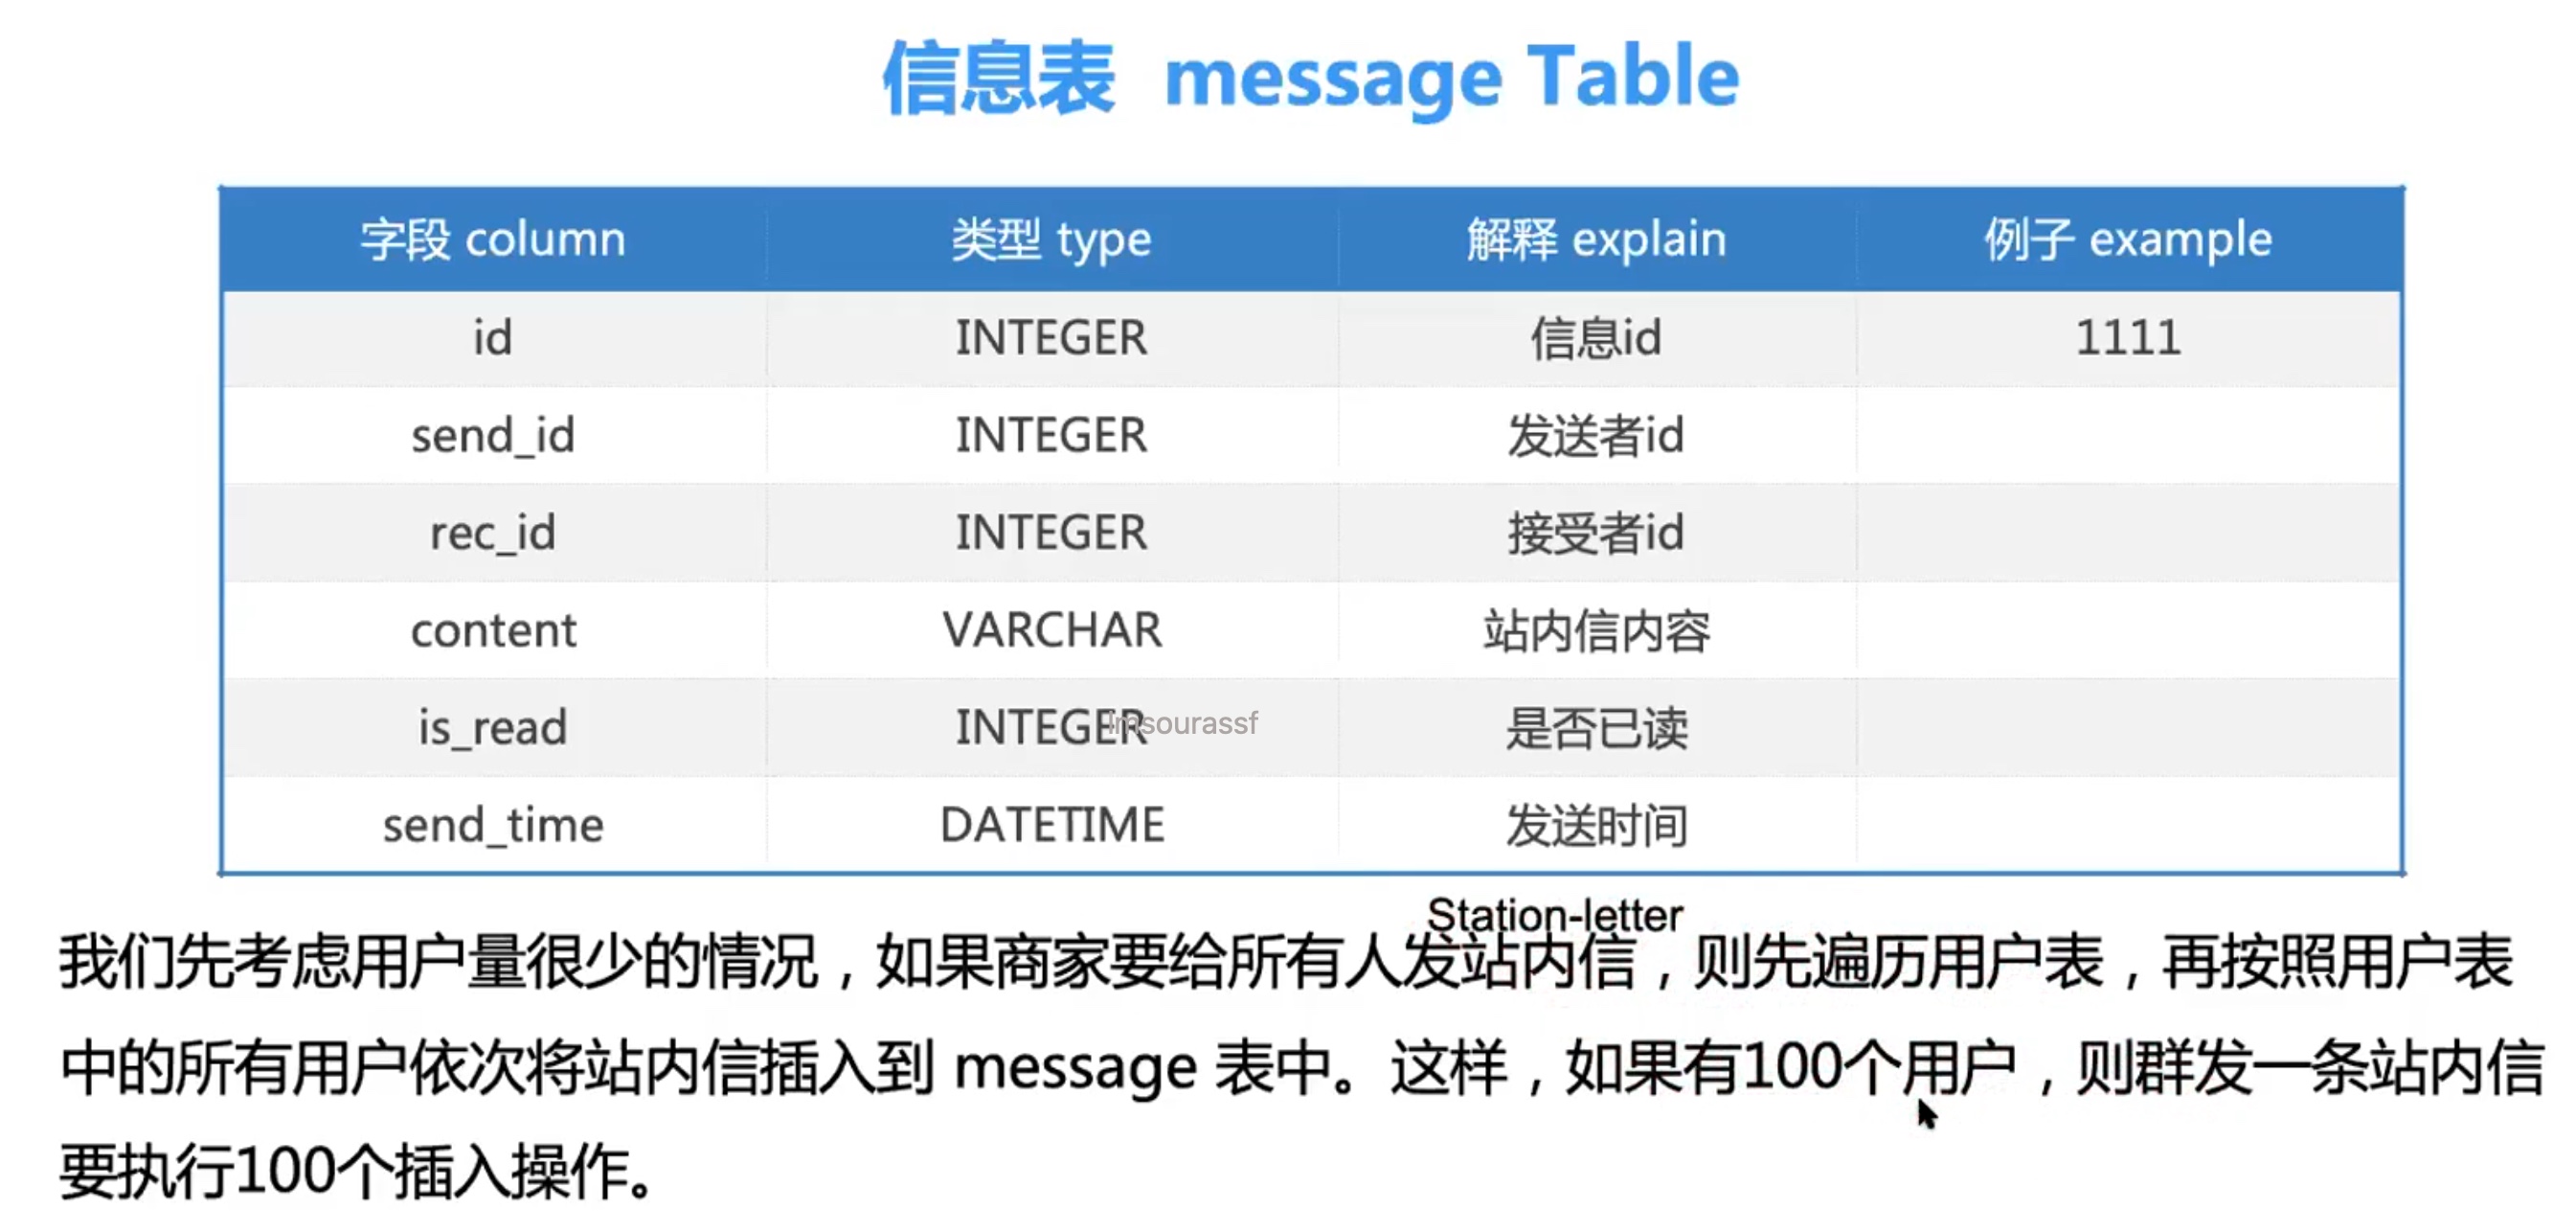 信息表 message Table
字段 column 类型 type 解释 explain 例子 example
id INTEGER 信息id 1111
send_id INTEGER 发送者id
rec_id INTEGER 接受者id
content VARCHAR 站内信内容
is_read INTEGER 是否已读
lmsourassf
send_time DATETIME 发送时间
Station-letter
我们先考虑用户量很少的情况，如果商家要给所有人发站内信，则先遍历用户表，再按照用户表
中的所有用户依次将站内信插入到 message 表中。这样，如果有100个用户，则群发一条站内信
要执行100个插入操作。